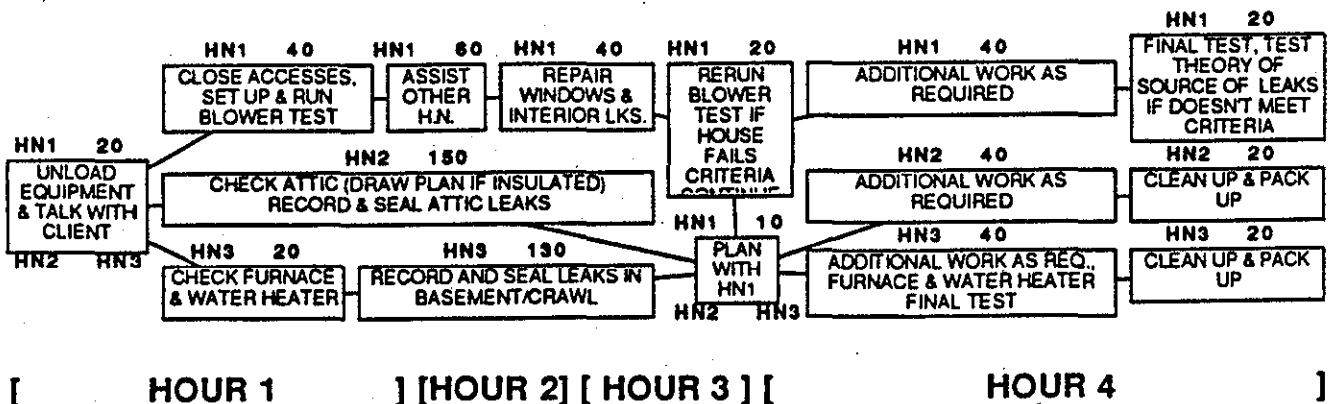 HN1 20
UNLOAD
EQUIPMENT
& TALK WITH
CLIENT
HN2 HN3
HN1 40
CLOSE ACCESSES,
SET UP & RUN
BLOWER TEST
HN1 60
ASSIST
OTHER
H.N.
HN1 40
REPAIR
WINDOWS &
INTERIOR LKS.
HN1 20
RERUN
BLOWER
TEST IF
HOUSE
FAILS
CRITERIA
CONTINUE
HN1 40
ADDITIONAL WORK AS
REQUIRED
HN1 20
FINAL TEST, TEST
THEORY OF
SOURCE OF LEAKS
IF DOESN'T MEET
CRITERIA
HN2 150
CHECK ATTIC (DRAW PLAN IF INSULATED)
RECORD & SEAL ATTIC LEAKS
HN2 40
ADDITIONAL WORK AS
REQUIRED
HN2 20
CLEAN UP & PACK
UP
HN3 20
CHECK FURNACE
& WATER HEATER
HN3 130
RECORD AND SEAL LEAKS IN
BASEMENT/CRAWL
HN1 10
PLAN
WITH
HN1
HN2 HN3
HN3 40
ADDITIONAL WORK AS REQ.,
FURNACE & WATER HEATER
FINAL TEST
HN3 20
CLEAN UP & PACK
UP
[ HOUR 1 ] [HOUR 2] [ HOUR 3 ] [ HOUR 4 ]